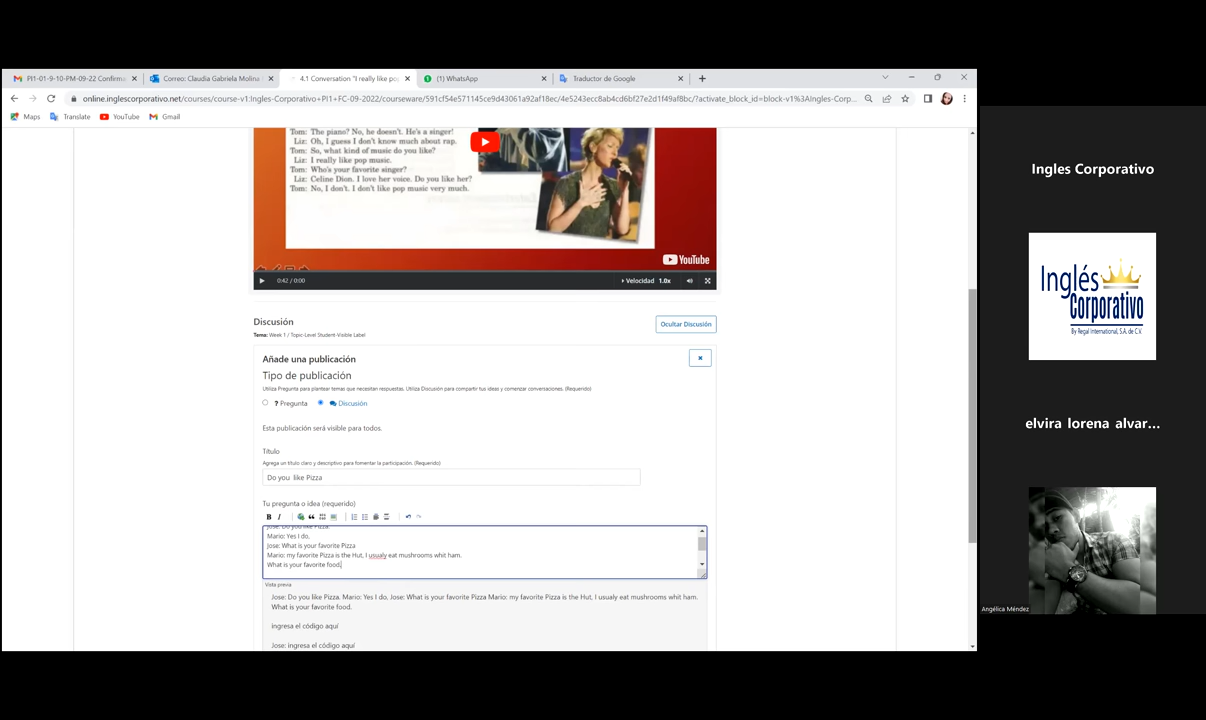 PI1-01-9-10-PM-09-22 Confirma
Correo: Claudia Gabriela Molina
4.1 Conversation "I really like po
(1) WhatsApp
Traductor de Google
online.inglescorporativo.net/courses/course-v1:Ingles-Corporativo+PI1+FC-09-2022/courseware/591cf54e571145ce9d43061a92af18ec/4e5243ecc8ab4cd6bf27e2d1f49af8bc/?activate_block_id=block-v1%3AIngles-Corp...
Maps
Translate
YouTube
Gmail
Tom: The piano? No, he doesn't. He's a singer!
Liz: Oh, I guess I don't know much about rap.
Tom: So, what kind of music do you like?
Liz: I really like pop music.
Tom: Who's your favorite singer?
Liz: Celine Dion. I love her voice. Do you like her?
Tom: No, I don't. I don't like pop music very much.
YouTube
0:42 / 0:00
Velocidad 1.0x
Discusión
Ocultar Discusión
Tema: Week 1 / Topic-Level Student-Visible Label
Añade una publicación
Tipo de publicación
Utiliza Pregunta para plantear temas que necesitan respuestas. Utiliza Discusión para compartir tus ideas y comenzar conversaciones. (Requerido)
? Pregunta
Discusión
Esta publicación será visible para todos.
Título
Agrega un título claro y descriptivo para fomentar la participación. (Requerido)
Do you like Pizza
Tu pregunta o idea (requerido)
B I
Jose: Do you like Pizza.
Mario: Yes I do,
Jose: What is your favorite Pizza
Mario: my favorite Pizza is the Hut, I usualy eat mushrooms whit ham.
What is your favorite food.
Vista previa
Jose: Do you like Pizza. Mario: Yes I do, Jose: What is your favorite Pizza Mario: my favorite Pizza is the Hut, I usualy eat mushrooms whit ham.
What is your favorite food.
ingresa el código aquí
Jose: ingresa el código aquí
Ingles Corporativo
Inglés
Corporativo
By Regal International, S.A. de C.V.
elvira lorena alvar...
Angélica Méndez